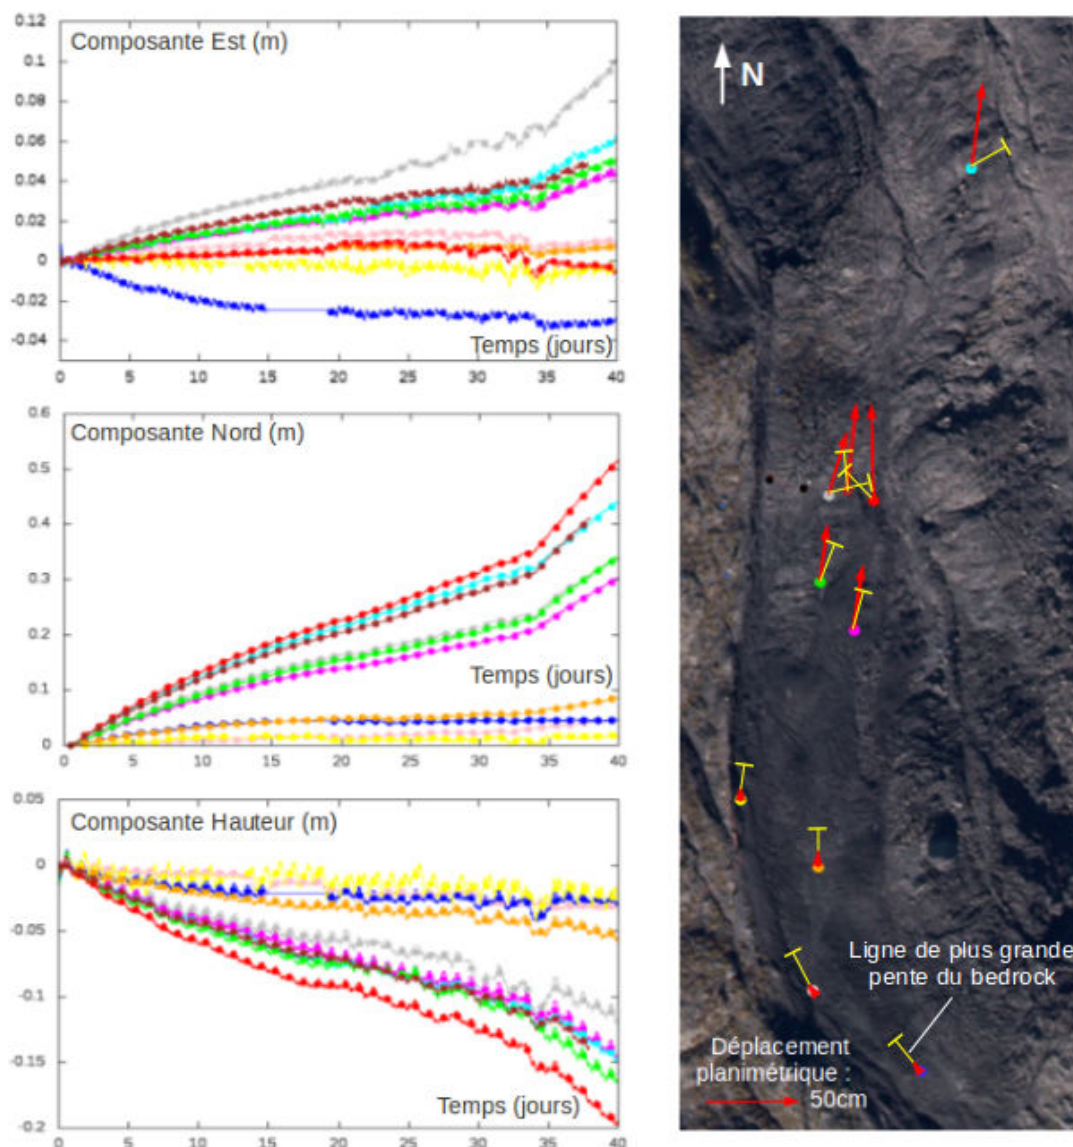 0.12
Composante Est (m)
0.1
0.08
0.06
0.04
0.02
0
-0.02
-0.04
Temps (jours)
0 5 10 15 20 25 30 35 40
0.6
Composante Nord (m)
0.5
0.4
0.3
0.2
Temps (jours)
0.1
0
0 5 10 15 20 25 30 35 40
0.05
Composante Hauteur (m)
0
-0.05
-0.1
-0.15
Temps (jours)
-0.2
0 5 10 15 20 25 30 35 40
N
Ligne de plus grande
pente du bedrock
Déplacement
planimétrique :
50cm